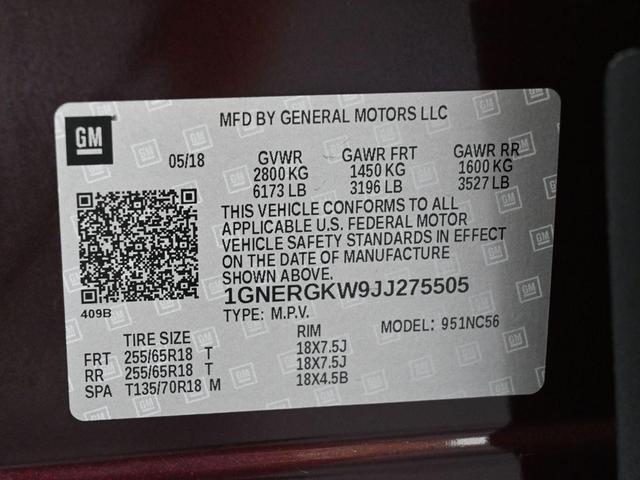 GM
MFD BY GENERAL MOTORS LLC
05/18 GVWR GAWR FRT GAWR RR
2800 KG 1450 KG 1600 KG
6173 LB 3196 LB 3527 LB
THIS VEHICLE CONFORMS TO ALL
APPLICABLE U.S. FEDERAL MOTOR
VEHICLE SAFETY STANDARDS IN EFFECT
ON THE DATE OF MANUFACTURE
1GNERGKW9JJ275505
409B TYPE: M.P.V. MODEL: 951NC56
TIRE SIZE RIM
FRT 255/65R18 T 18X7.5J
RR 255/65R18 T 18X7.5J
SPA T135/70R18 M 18X4.5B